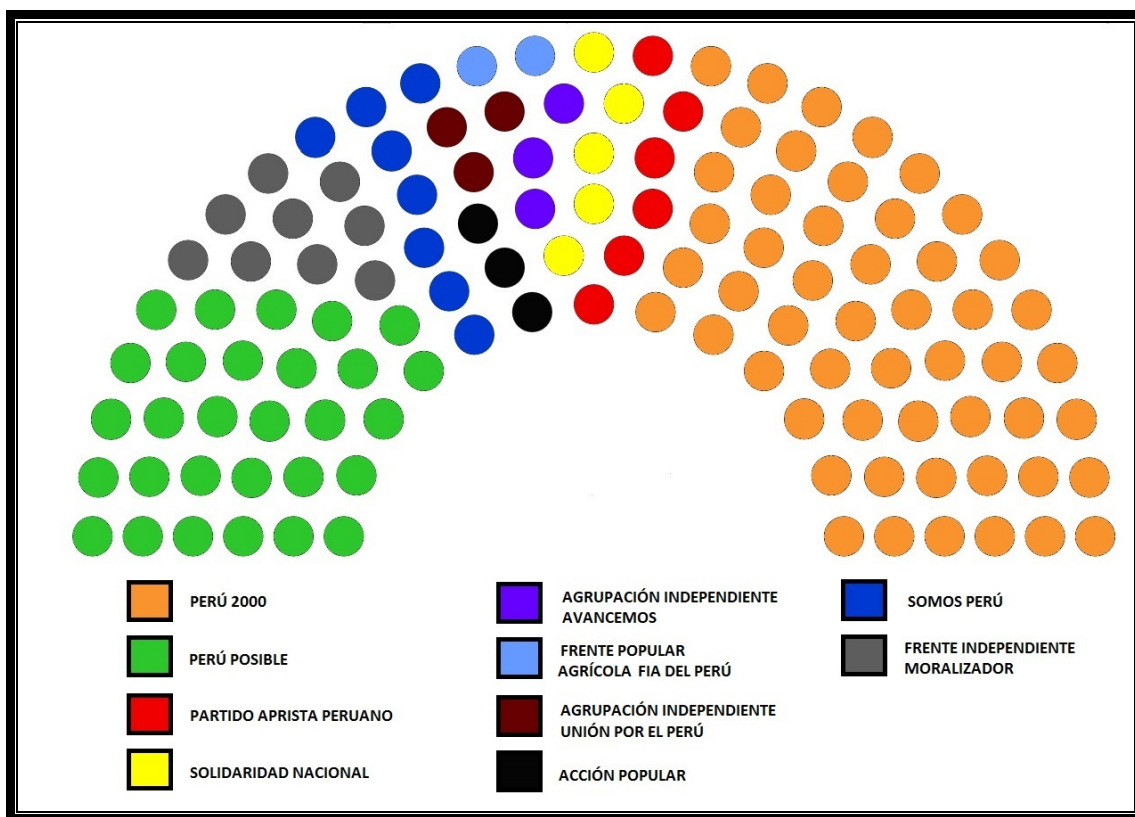 PERÚ 2000
PERÚ POSIBLE
PARTIDO APRISTA PERUANO
SOLIDARIDAD NACIONAL
AGRUPACIÓN INDEPENDIENTE
AVANCEMOS
FRENTE POPULAR
AGRÍCOLA FIA DEL PERÚ
AGRUPACIÓN INDEPENDIENTE
UNIÓN POR EL PERÚ
ACCIÓN POPULAR
SOMOS PERÚ
FRENTE INDEPENDIENTE
MORALIZADOR